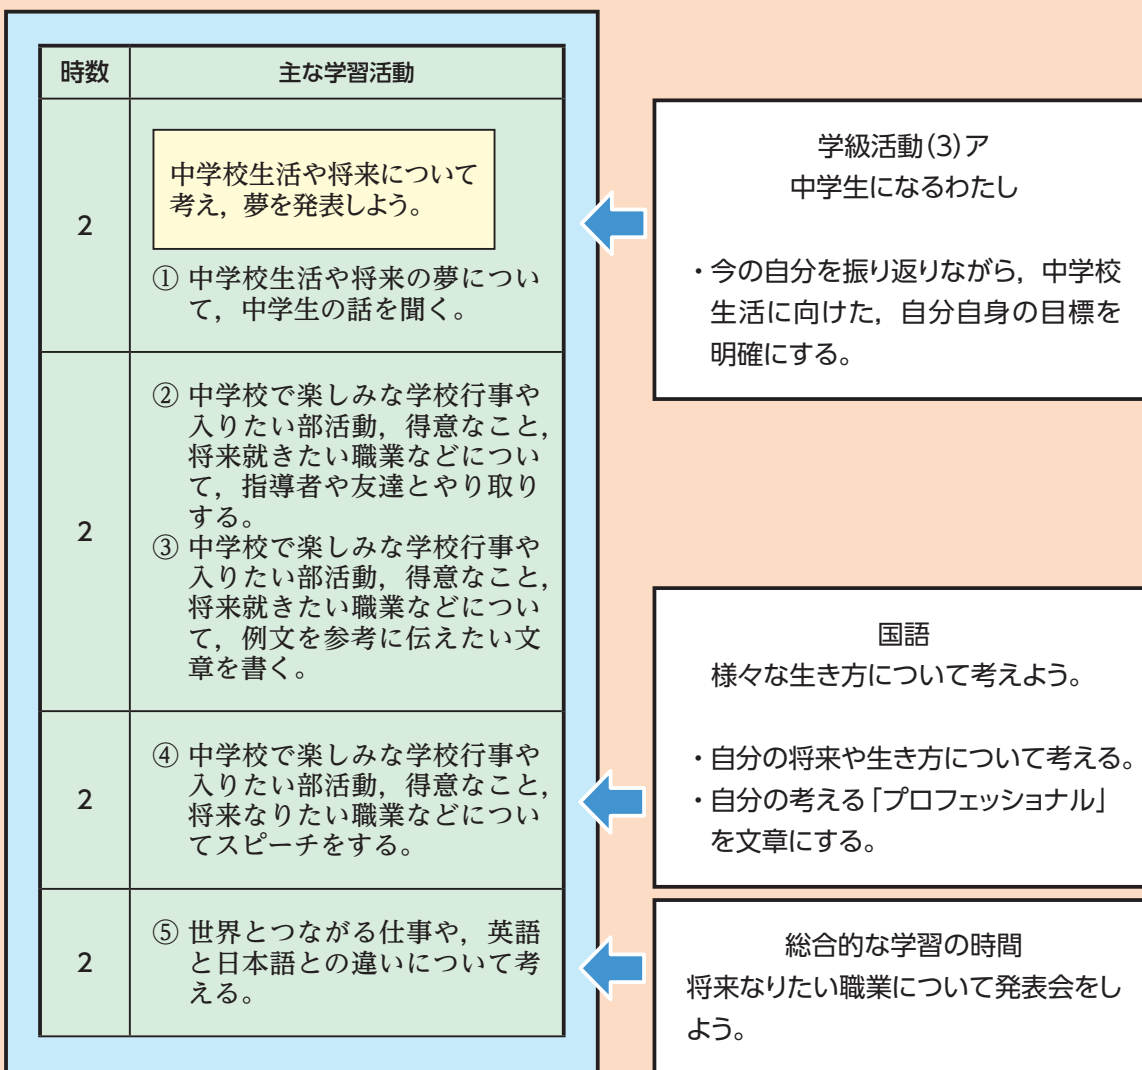 時数
主な学習活動
2
中学校生活や将来について
考え，夢を発表しよう。
① 中学校生活や将来の夢につい
て，中学生の話を聞く。
2
② 中学校で楽しみな学校行事や
入りたい部活動，得意なこと，
将来就きたい職業などについ
て，指導者や友達とやり取り
する。
③ 中学校で楽しみな学校行事や
入りたい部活動，得意なこと，
将来就きたい職業などについ
て，例文を参考に伝えたい文
章を書く。
2
④ 中学校で楽しみな学校行事や
入りたい部活動，得意なこと，
将来なりたい職業などについ
てスピーチをする。
2
⑤ 世界とつながる仕事や，英語
と日本語との違いについて考
える。
学級活動(3)ア
中学生になるわたし
・今の自分を振り返りながら，中学校
生活に向けた，自分自身の目標を
明確にする。
国語
様々な生き方について考えよう。
・自分の将来や生き方について考える。
・自分の考える「プロフェッショナル」
を文章にする。
総合的な学習の時間
将来なりたい職業について発表会をし
よう。